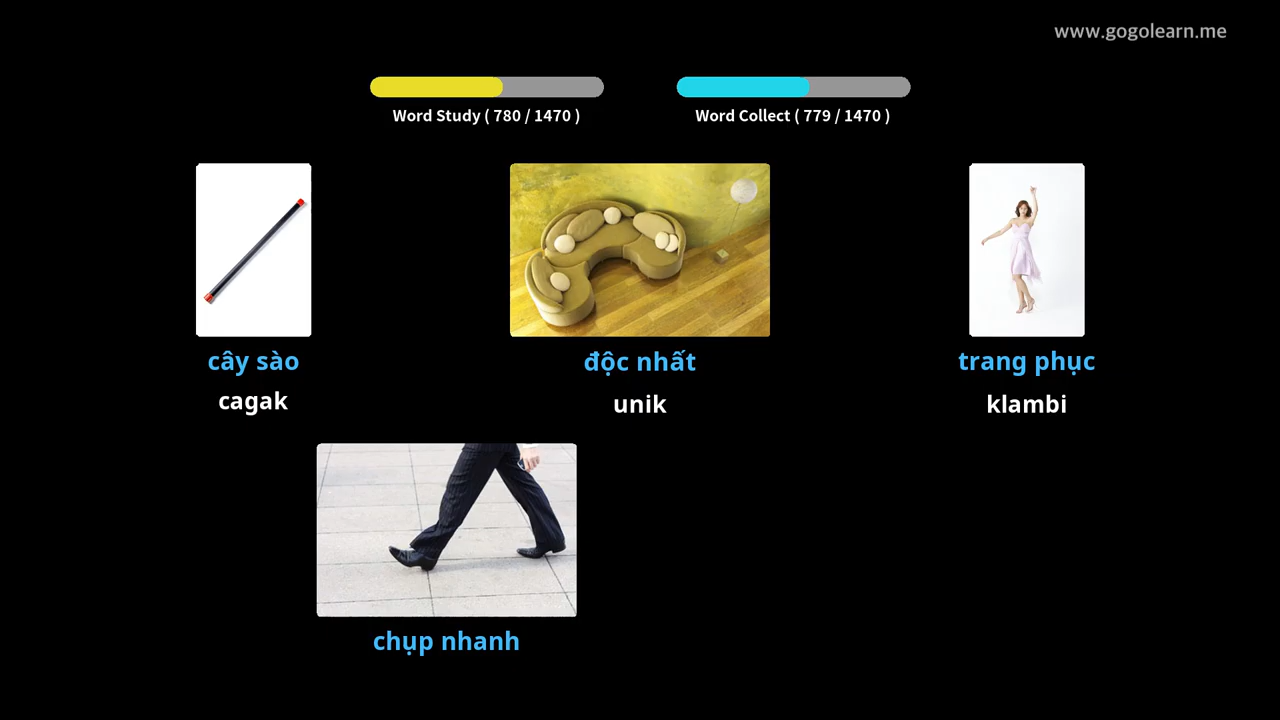 www.gogolearn.me
Word Study ( 780 / 1470 )
Word Collect ( 779 / 1470 )
cây sào
cagak
độc nhất
unik
trang phục
klambi
chụp nhanh